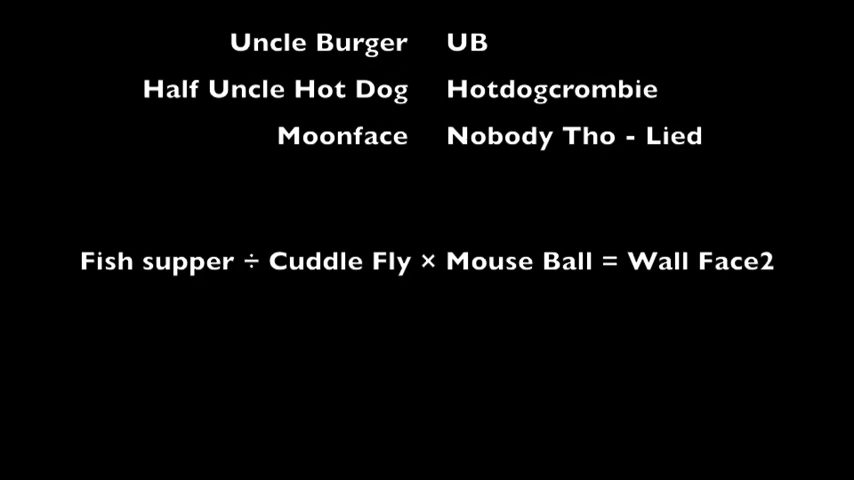 Uncle Burger UB
Half Uncle Hot Dog Hotdogcrombie
Moonface Nobody Tho - Lied
Fish supper ÷ Cuddle Fly × Mouse Ball = Wall Face2